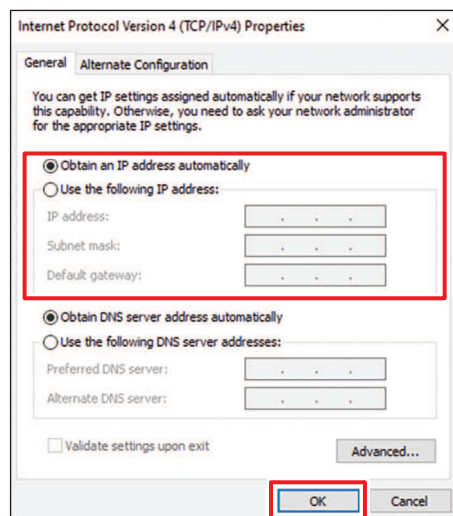 Internet Protocol Version 4 (TCP/IPv4) Properties
General
Alternate Configuration
You can get IP settings assigned automatically if your network supports
this capability. Otherwise, you need to ask your network administrator
for the appropriate IP settings.
Obtain an IP address automatically
Use the following IP address:
IP address:
Subnet mask:
Default gateway:
Obtain DNS server address automatically
Use the following DNS server addresses:
Preferred DNS server:
Alternate DNS server:
Validate settings upon exit
Advanced...
OK
Cancel